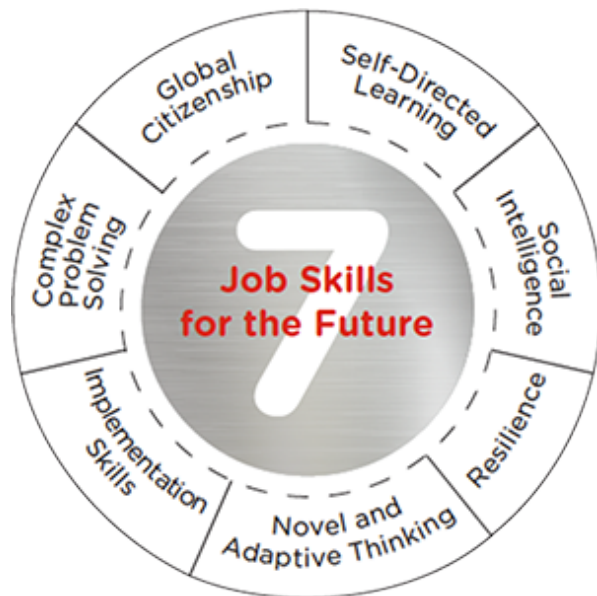 7
Job Skills
for the Future
Self-Directed
Learning
Social
Intelligence
Resilience
Novel and
Adaptive Thinking
Implementation
Skills
Complex
Problem
Solving
Global
Citizenship